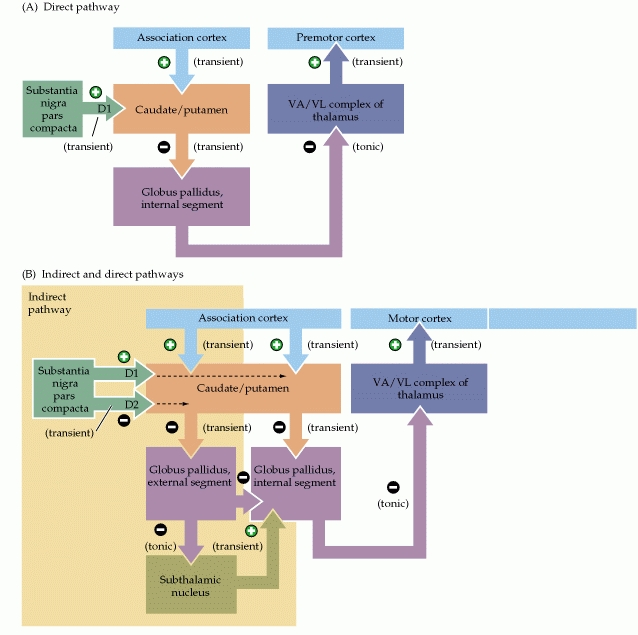 (A) Direct pathway
Association cortex
Premotor cortex
+ (transient)
+ (transient)
Substantia
nigra
pars
compacta
+
D1
(transient)
Caudate/putamen
VA/VL complex of
thalamus
− (transient)
− (tonic)
Globus pallidus,
internal segment
(B) Indirect and direct pathways
Indirect
pathway
Association cortex
Motor cortex
+ (transient)
+ (transient)
+ (transient)
Substantia
nigra
pars
compacta
+
D1
D2
−
(transient)
Caudate/putamen
VA/VL complex of
thalamus
− (transient)
− (transient)
Globus pallidus,
external segment
−
Globus pallidus,
internal segment
−
(tonic)
−
(tonic)
+
(transient)
Subthalamic
nucleus